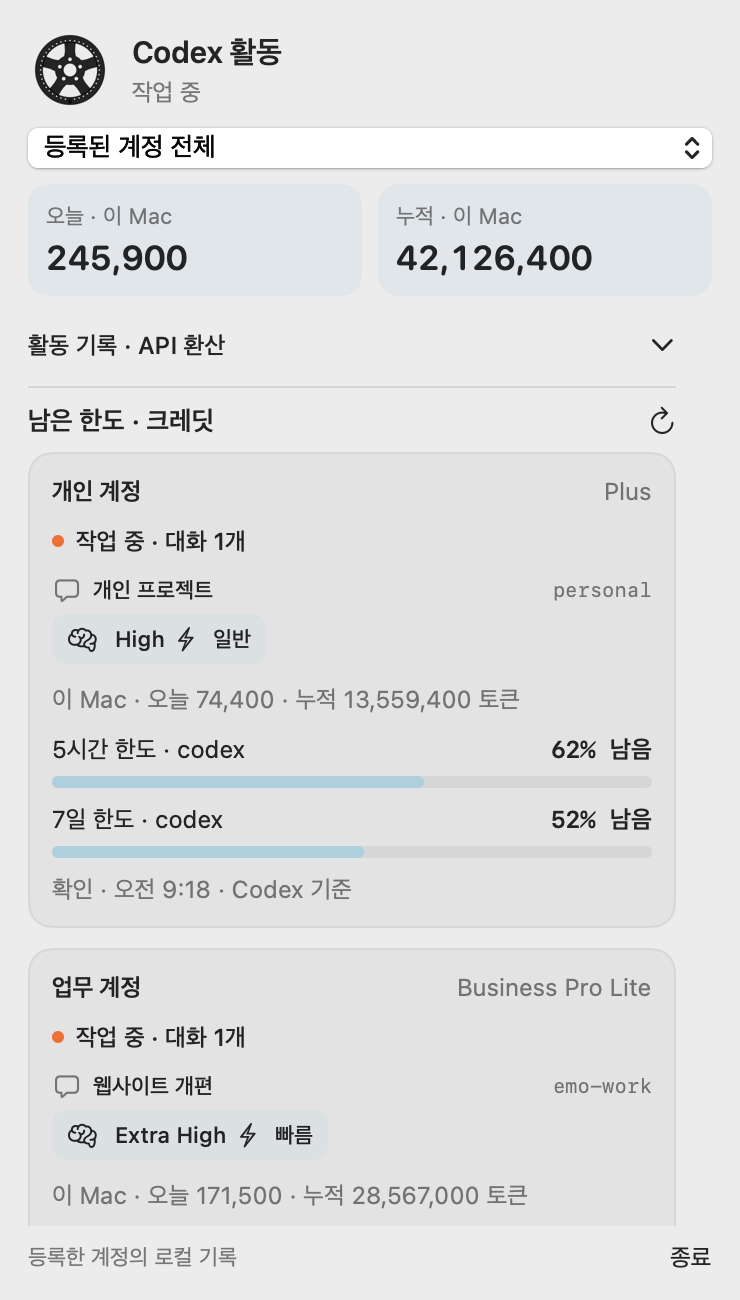 Codex 활동
작업 중
등록된 계정 전체
오늘 · 이 Mac
245,900
누적 · 이 Mac
42,126,400
활동 기록 · API 환산
남은 한도 · 크레딧
개인 계정 Plus
작업 중 · 대화 1개
개인 프로젝트 personal
High 일반
이 Mac · 오늘 74,400 · 누적 13,559,400 토큰
5시간 한도 · codex 62% 남음
7일 한도 · codex 52% 남음
확인 · 오전 9:18 · Codex 기준
업무 계정 Business Pro Lite
작업 중 · 대화 1개
웹사이트 개편 emo-work
Extra High 빠름
이 Mac · 오늘 171,500 · 누적 28,567,000 토큰
등록한 계정의 로컬 기록 종료